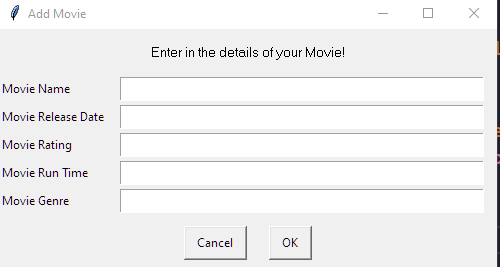 Add Movie
Enter in the details of your Movie!
Movie Name
Movie Release Date
Movie Rating
Movie Run Time
Movie Genre
Cancel OK